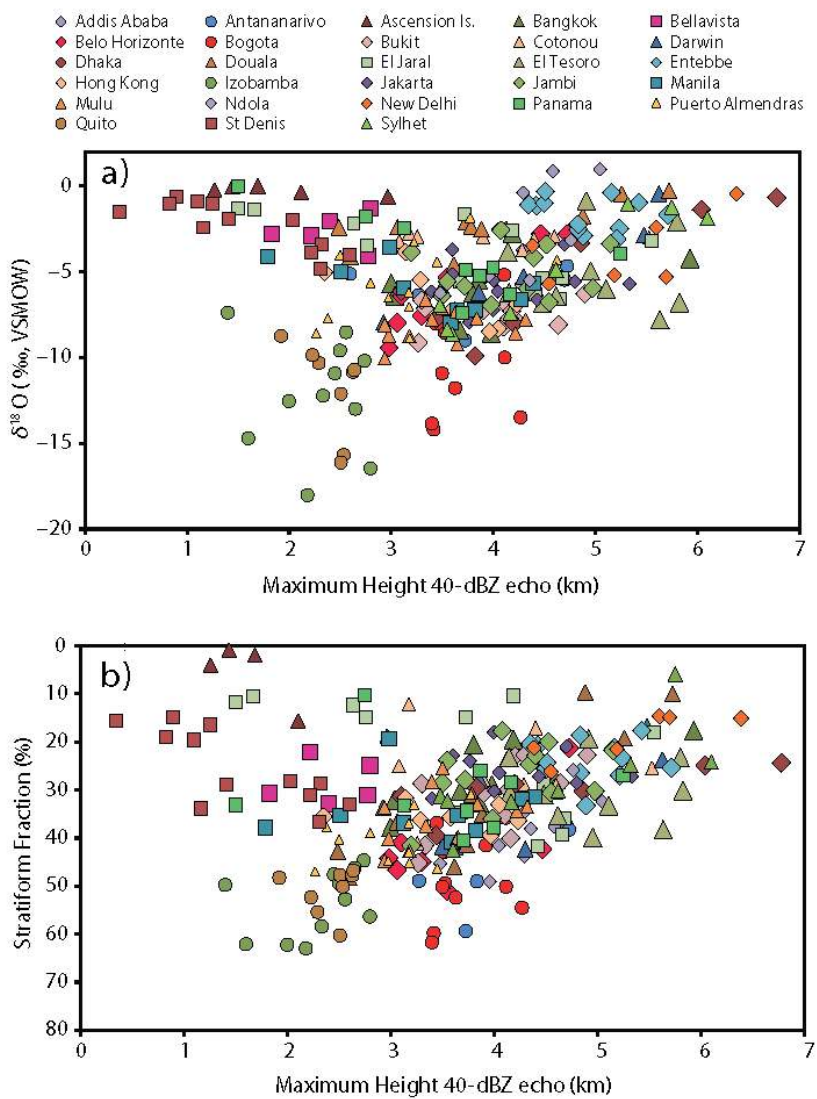 Addis Ababa Antananarivo Ascension Is. Bangkok Bellavista
Belo Horizonte Bogota Bukit Cotonou Darwin
Dhaka Douala El Jaral El Tesoro Entebbe
Hong Kong Izobamba Jakarta Jambi Manila
Mulu Ndola New Delhi Panama Puerto Almendras
Quito St Denis Sylhet
a)
0
−5
−10
−15
−20
δ¹⁸O (‰, VSMOW)
0 1 2 3 4 5 6 7
Maximum Height 40-dBZ echo (km)
b)
0
10
20
30
40
50
60
70
80
Stratiform Fraction (%)
0 1 2 3 4 5 6 7
Maximum Height 40-dBZ echo (km)